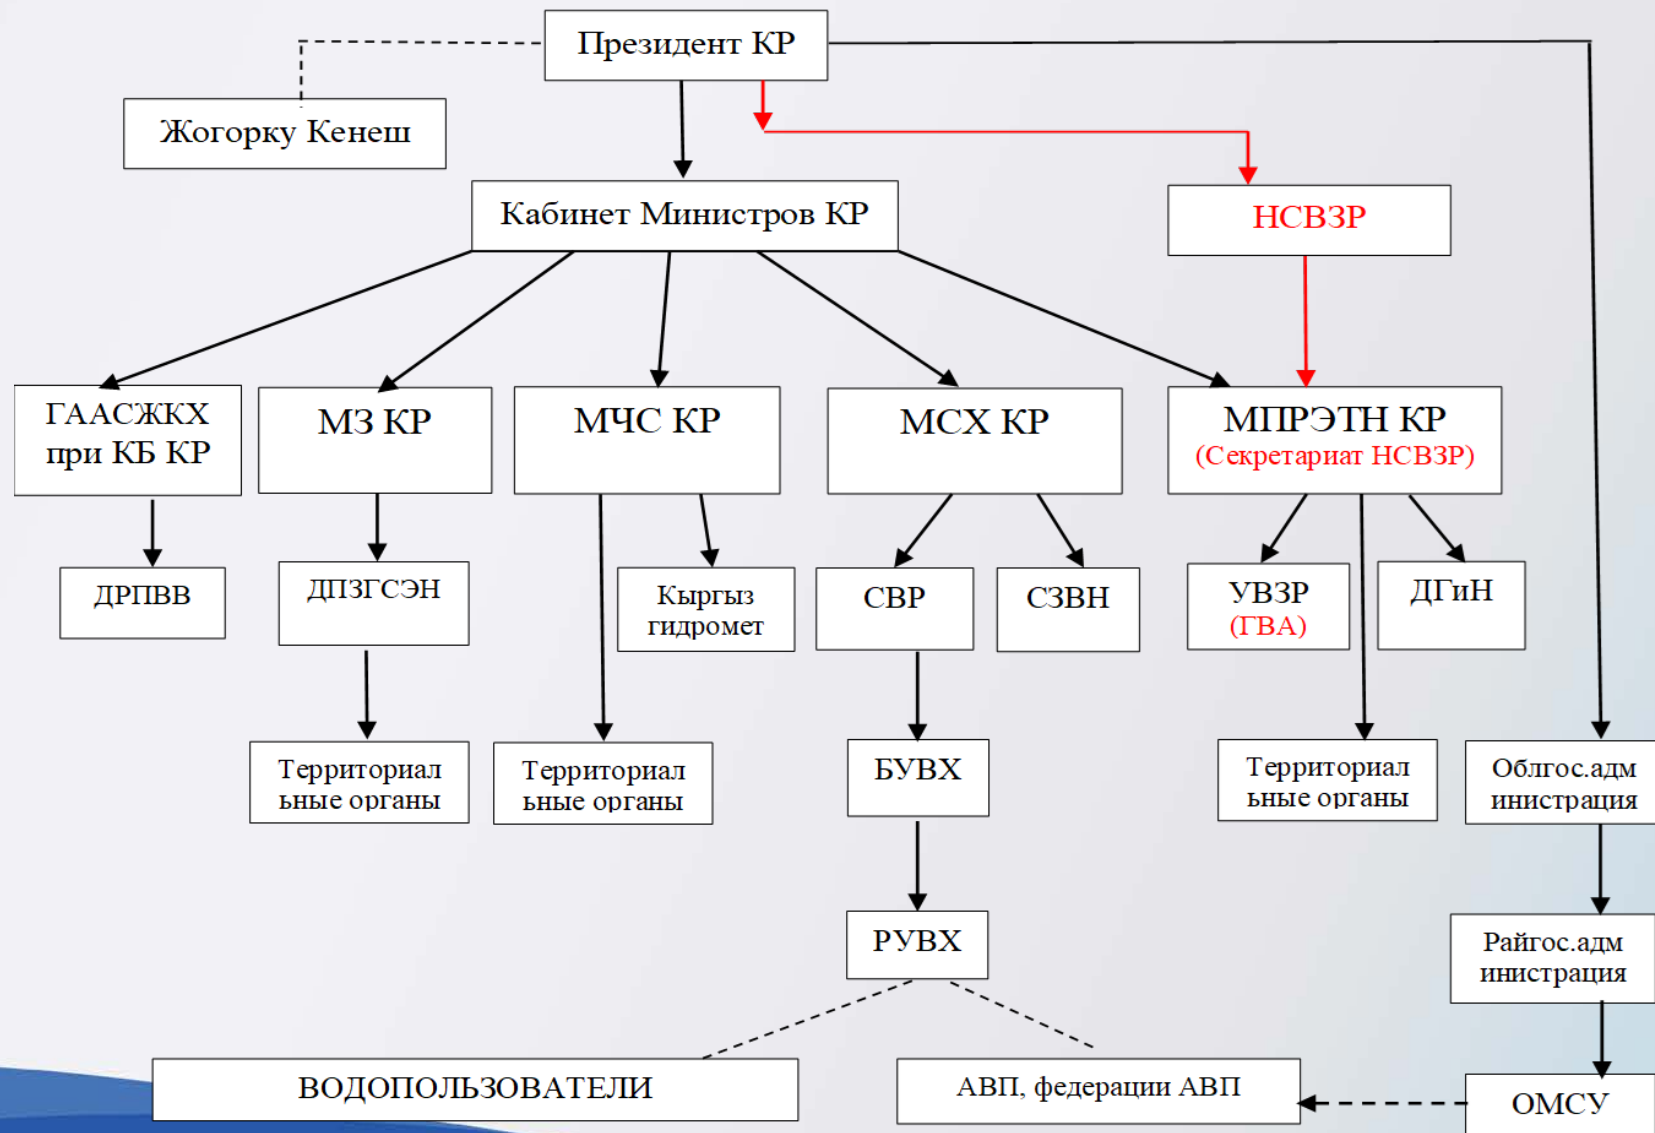 Президент КР
Жогорку Кенеш
Кабинет Министров КР
НСВЗР
ГААСЖКХ
при КБ КР
МЗ КР
МЧС КР
МСХ КР
МПРЭТН КР
(Секретариат НСВЗР)
ДРПВВ
ДПЗГСЭН
Кыргыз
гидромет
СВР
СЗВН
УВЗР
(ГВА)
ДГиН
Территориал
ьные органы
Территориал
ьные органы
БУВХ
Территориал
ьные органы
Облгос.адм
инистрация
РУВХ
Райгос.адм
инистрация
ВОДОПОЛЬЗОВАТЕЛИ
АВП, федерации АВП
ОМСУ